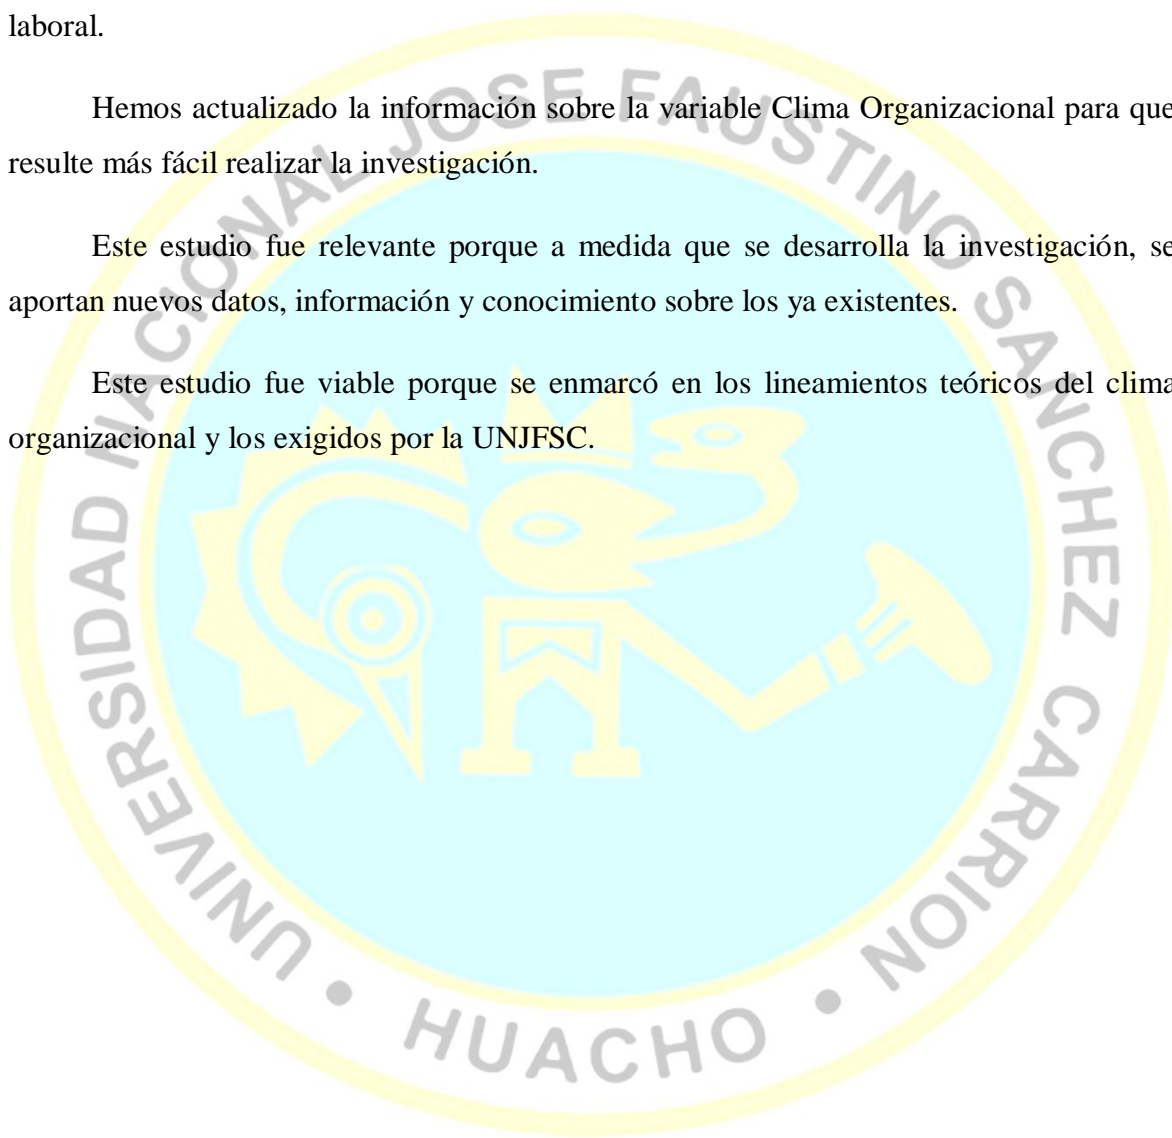 laboral.
Hemos actualizado la información sobre la variable Clima Organizacional para que
resulte más fácil realizar la investigación.
Este estudio fue relevante porque a medida que se desarrolla la investigación, se
aportan nuevos datos, información y conocimiento sobre los ya existentes.
Este estudio fue viable porque se enmarcó en los lineamientos teóricos del clima
organizacional y los exigidos por la UNJFSC.
UNIVERSIDAD NACIONAL JOSE FAUSTINO SANCHEZ CARRION • HUACHO •